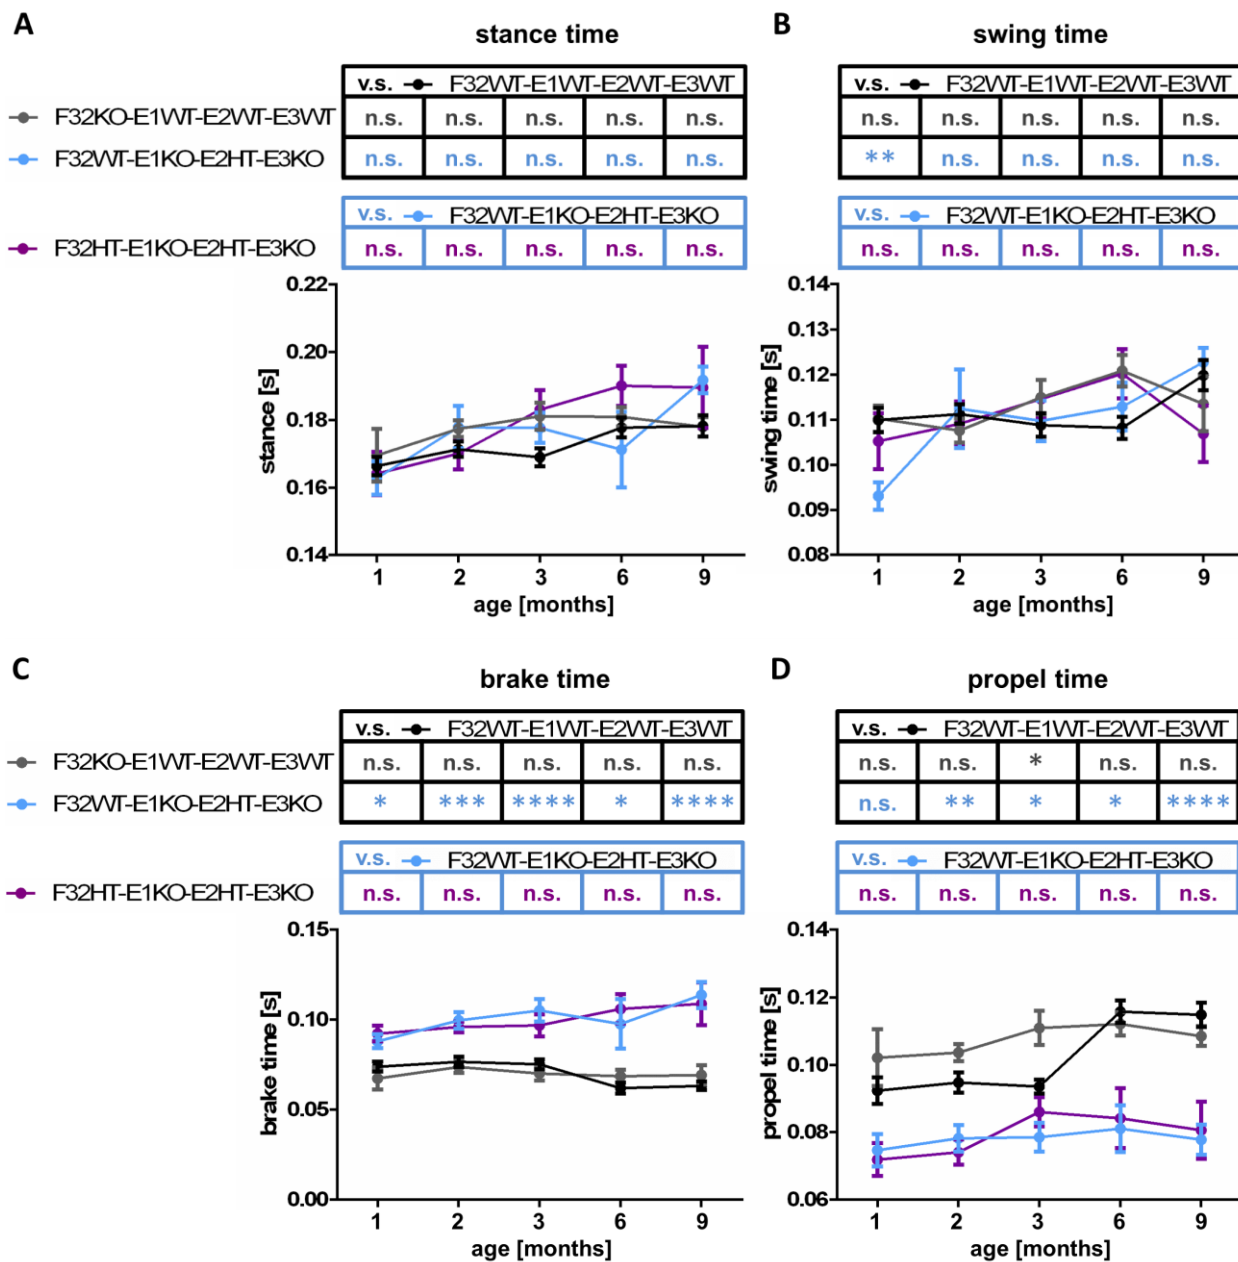 A
stance time
v.s. F32WT-E1WT-E2WT-E3WT
F32KO-E1WT-E2WT-E3WT n.s. n.s. n.s. n.s. n.s.
F32WT-E1KO-E2HT-E3KO n.s. n.s. n.s. n.s. n.s.
v.s. F32WT-E1KO-E2HT-E3KO
F32HT-E1KO-E2HT-E3KO n.s. n.s. n.s. n.s. n.s.
0.22
0.20
0.18
0.16
0.14
stance [s]
1 2 3 6 9
age [months]
B
swing time
v.s. F32WT-E1WT-E2WT-E3WT
n.s. n.s. n.s. n.s. n.s.
** n.s. n.s. n.s. n.s.
v.s. F32WT-E1KO-E2HT-E3KO
n.s. n.s. n.s. n.s. n.s.
0.14
0.13
0.12
0.11
0.10
0.09
0.08
swing time [s]
1 2 3 6 9
age [months]
C
brake time
v.s. F32WT-E1WT-E2WT-E3WT
F32KO-E1WT-E2WT-E3WT n.s. n.s. n.s. n.s. n.s.
F32WT-E1KO-E2HT-E3KO * *** **** * ****
v.s. F32WT-E1KO-E2HT-E3KO
F32HT-E1KO-E2HT-E3KO n.s. n.s. n.s. n.s. n.s.
0.15
0.10
0.05
0.00
brake time [s]
1 2 3 6 9
age [months]
D
propel time
v.s. F32WT-E1WT-E2WT-E3WT
n.s. n.s. * n.s. n.s.
n.s. ** * * ****
v.s. F32WT-E1KO-E2HT-E3KO
n.s. n.s. n.s. n.s. n.s.
0.14
0.12
0.10
0.08
0.06
propel time [s]
1 2 3 6 9
age [months]